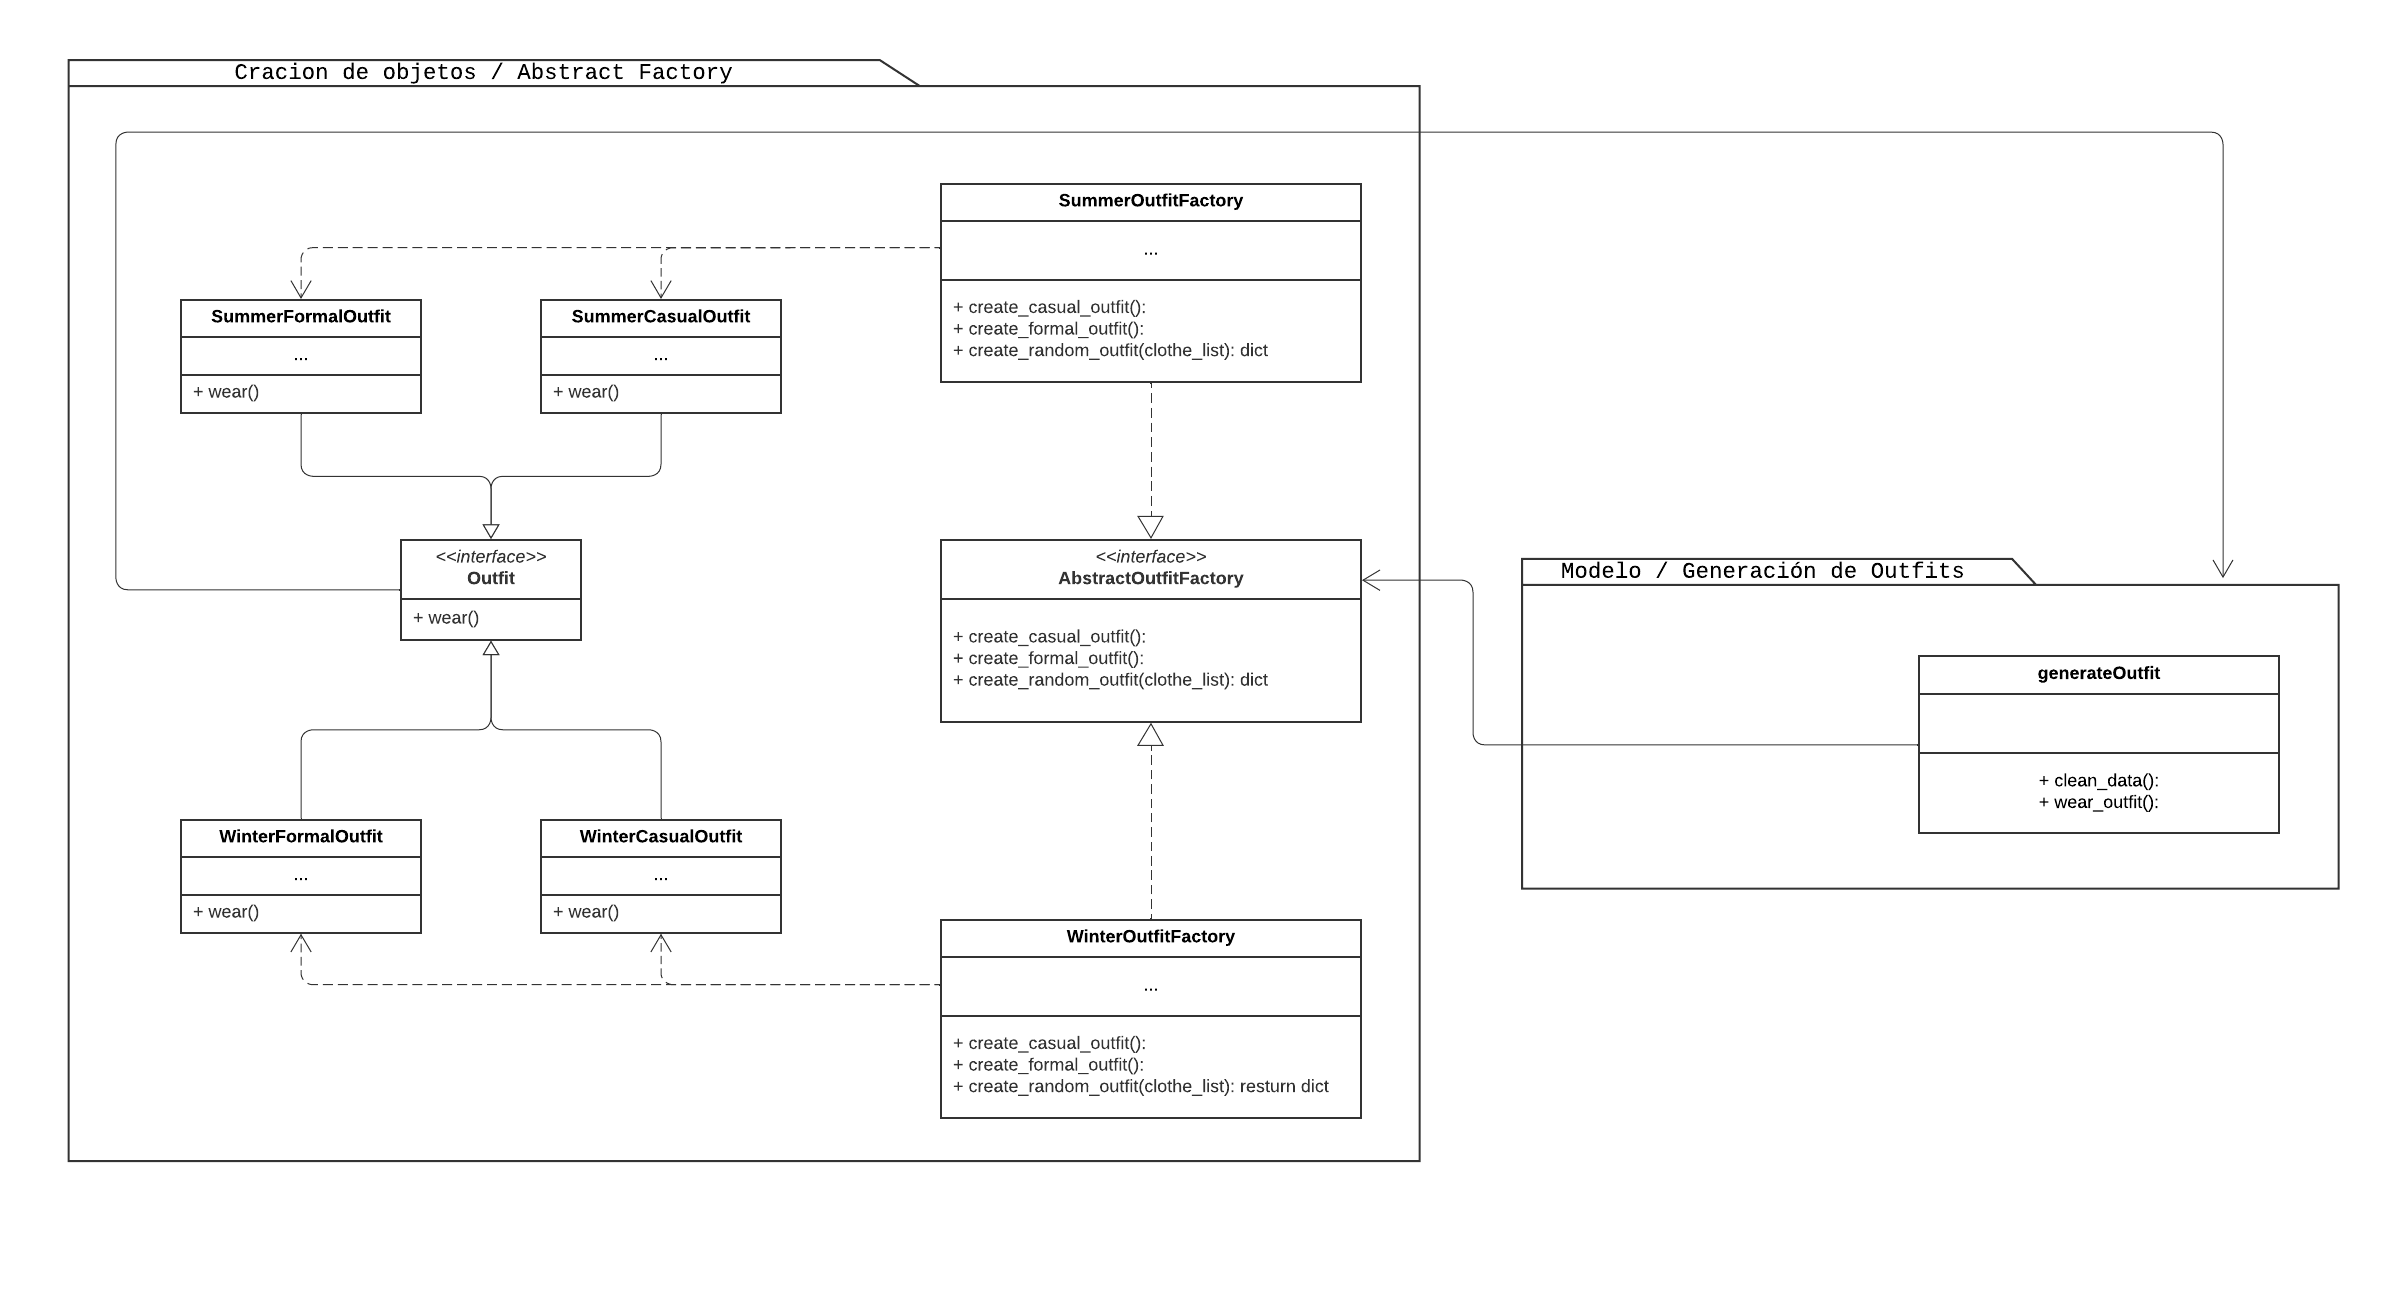 Cracion de objetos / Abstract Factory
SummerOutfitFactory
...
+ create_casual_outfit():
+ create_formal_outfit():
+ create_random_outfit(clothe_list): dict
SummerFormalOutfit
...
+ wear()
SummerCasualOutfit
...
+ wear()
<<interface>>
Outfit
+ wear()
<<interface>>
AbstractOutfitFactory
+ create_casual_outfit():
+ create_formal_outfit():
+ create_random_outfit(clothe_list): dict
WinterFormalOutfit
...
+ wear()
WinterCasualOutfit
...
+ wear()
WinterOutfitFactory
...
+ create_casual_outfit():
+ create_formal_outfit():
+ create_random_outfit(clothe_list): resturn dict
Modelo / Generación de Outfits
generateOutfit
+ clean_data():
+ wear_outfit():